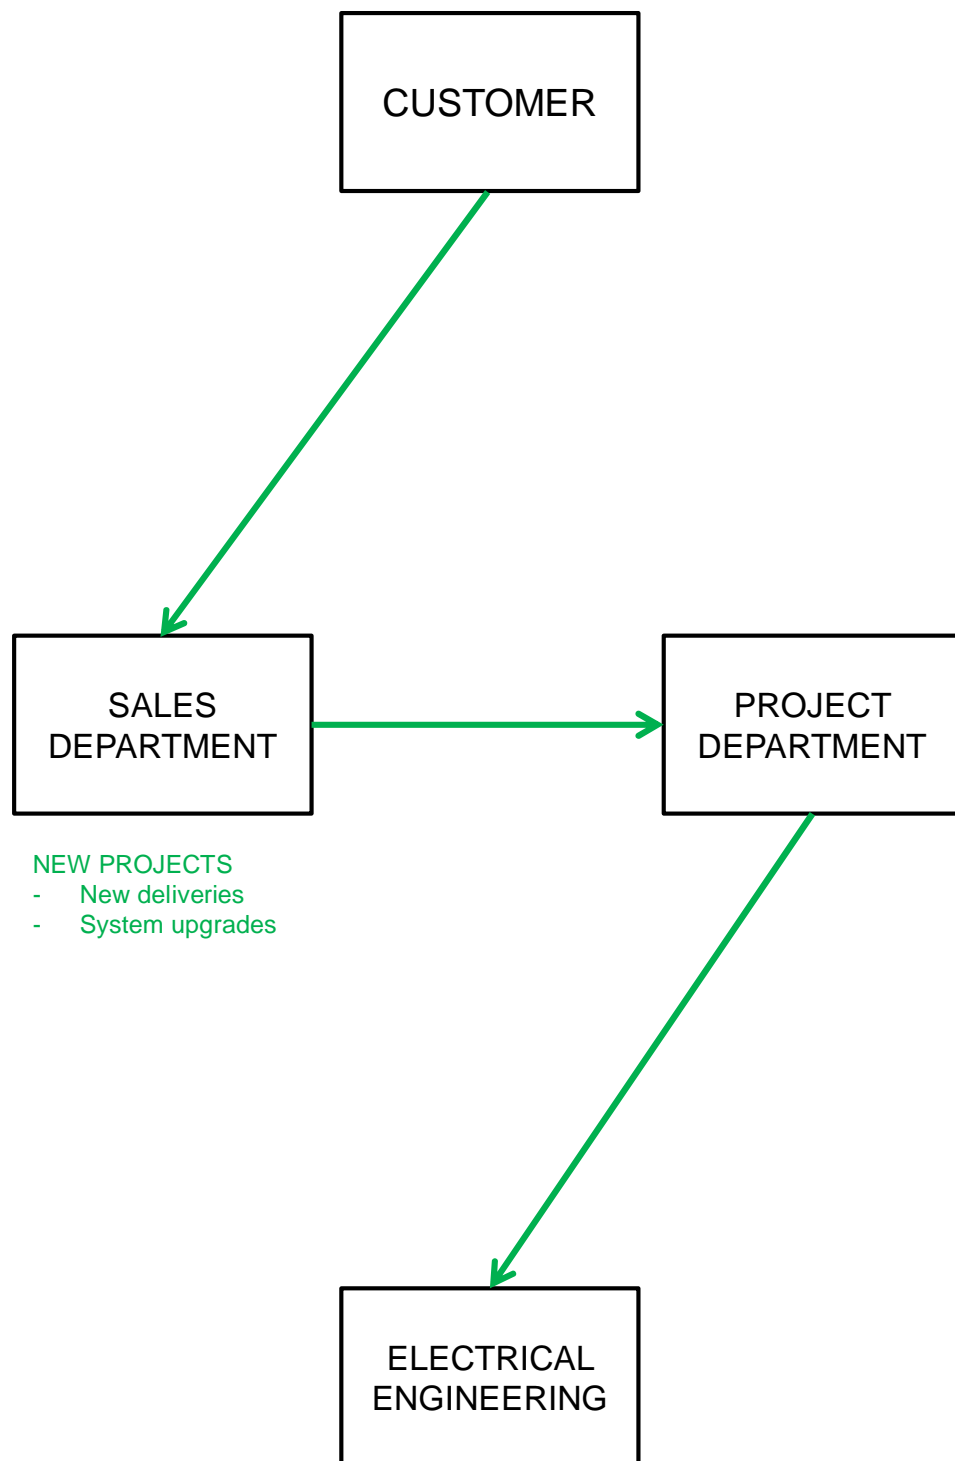 CUSTOMER
SALES
DEPARTMENT
PROJECT
DEPARTMENT
NEW PROJECTS
- New deliveries
- System upgrades
ELECTRICAL
ENGINEERING